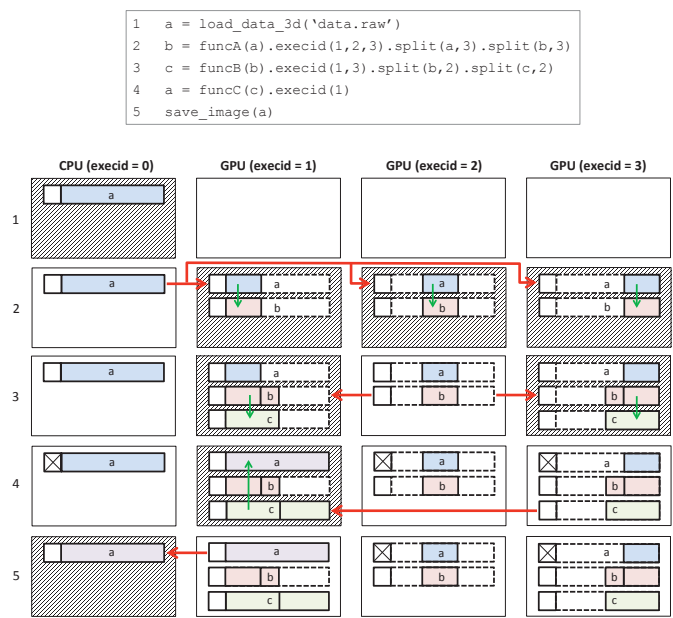 1 a = load_data_3d(‘data.raw’)
2 b = funcA(a).execid(1,2,3).split(a,3).split(b,3)
3 c = funcB(b).execid(1,3).split(b,2).split(c,2)
4 a = funcC(c).execid(1)
5 save_image(a)
CPU (execid = 0) GPU (execid = 1) GPU (execid = 2) GPU (execid = 3)
1
a
2
a a a a
b b b
3
a a a a
b b b
c c
4
a a a a
b b b
c c
5
a a a a
b b b
c c